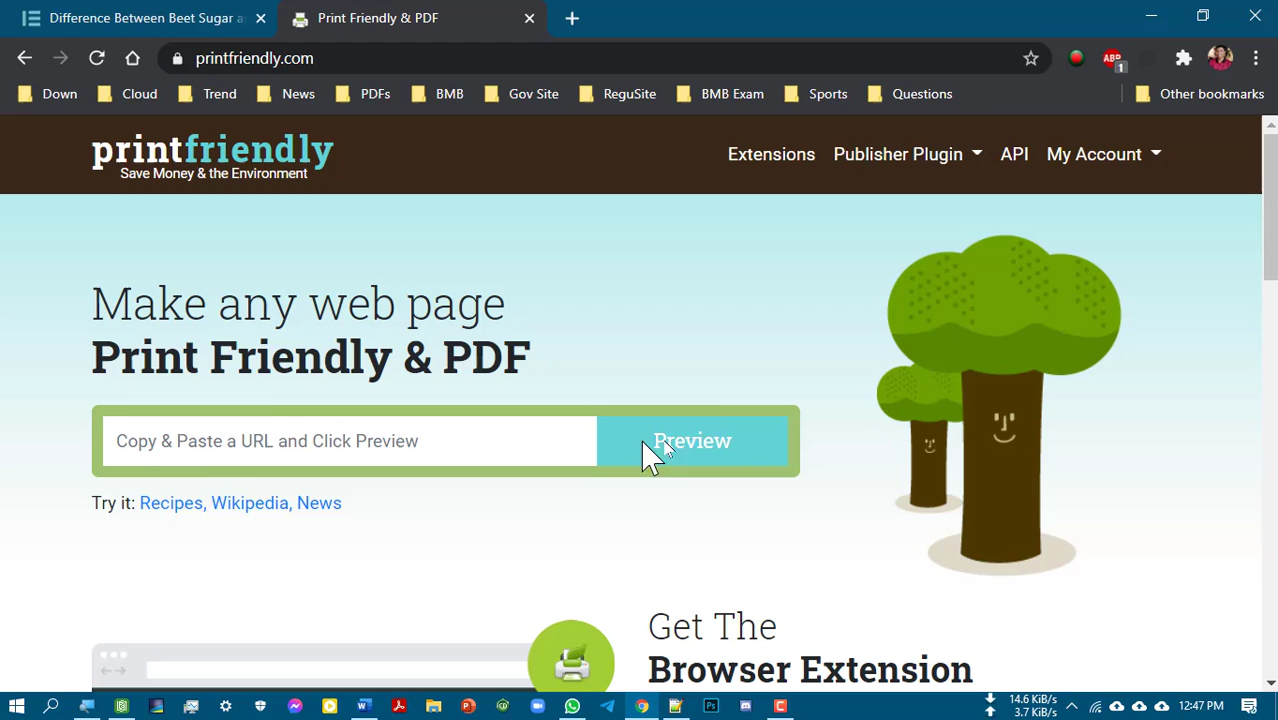 Difference Between Beet Sugar a
Print Friendly & PDF
printfriendly.com
ABP
1
Down
Cloud
Trend
News
PDFs
BMB
Gov Site
ReguSite
BMB Exam
Sports
Questions
Other bookmarks
printfriendly
Save Money & the Environment
Extensions
Publisher Plugin
API
My Account
Make any web page
Print Friendly & PDF
Copy & Paste a URL and Click Preview
Preview
Try it: Recipes, Wikipedia, News
Get The
Browser Extension
14.6 KiB/s
3.7 KiB/s
12:47 PM